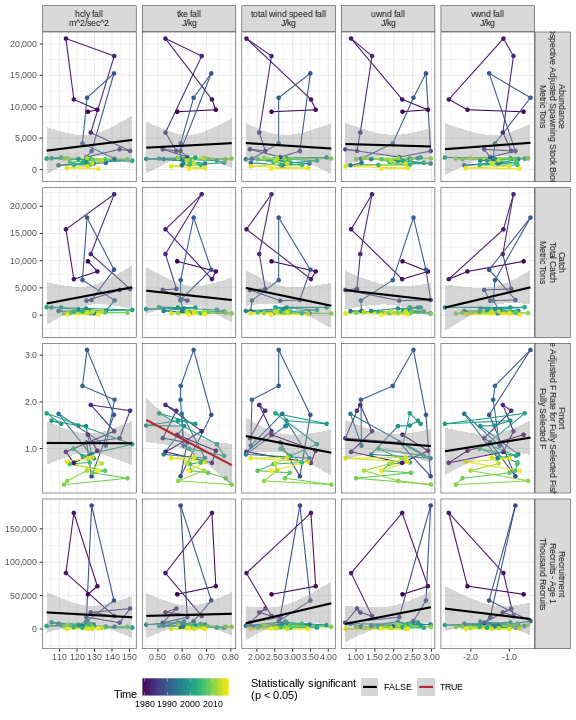 hcdy fall
m^2/sec^2
tke fall
J/kg
total wind speed fall
J/kg
uwnd fall
J/kg
vwnd fall
J/kg
20,000
15,000
10,000
5,000
0
Abundance
Adjusted Spawning Stock
Metric Tons
20,000
15,000
10,000
5,000
0
Catch
Total Catch
Metric Tons
3.0
2.0
1.0
Fmort
Adjusted F Rate for Fully Selected
Fully Selected F
150,000
100,000
50,000
0
Recruitment
Recruits - Age 1
Thousand Recruits
110 120 130 140 150
0.50 0.60 0.70 0.80
2.00 2.50 3.00 3.50 4.00
1.00 1.50 2.00 2.50 3.00
-2.0 -1.0
Time
1980 1990 2000 2010
Statistically significant
(p < 0.05)
FALSE
TRUE